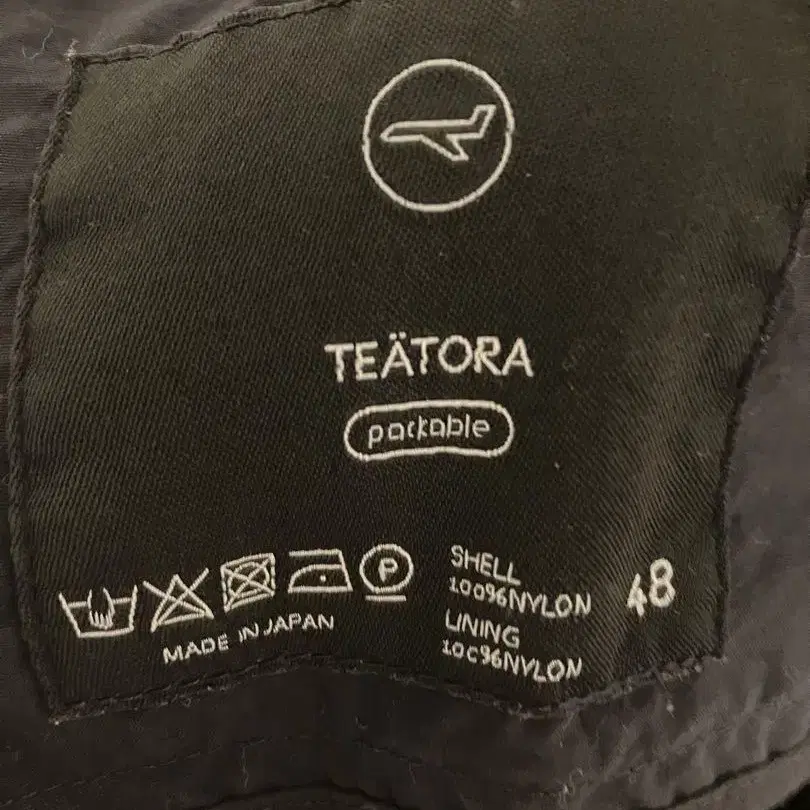 TEÄTORA
packable
P
SHELL
100%NYLON
LINING
100%NYLON
48
MADE IN JAPAN